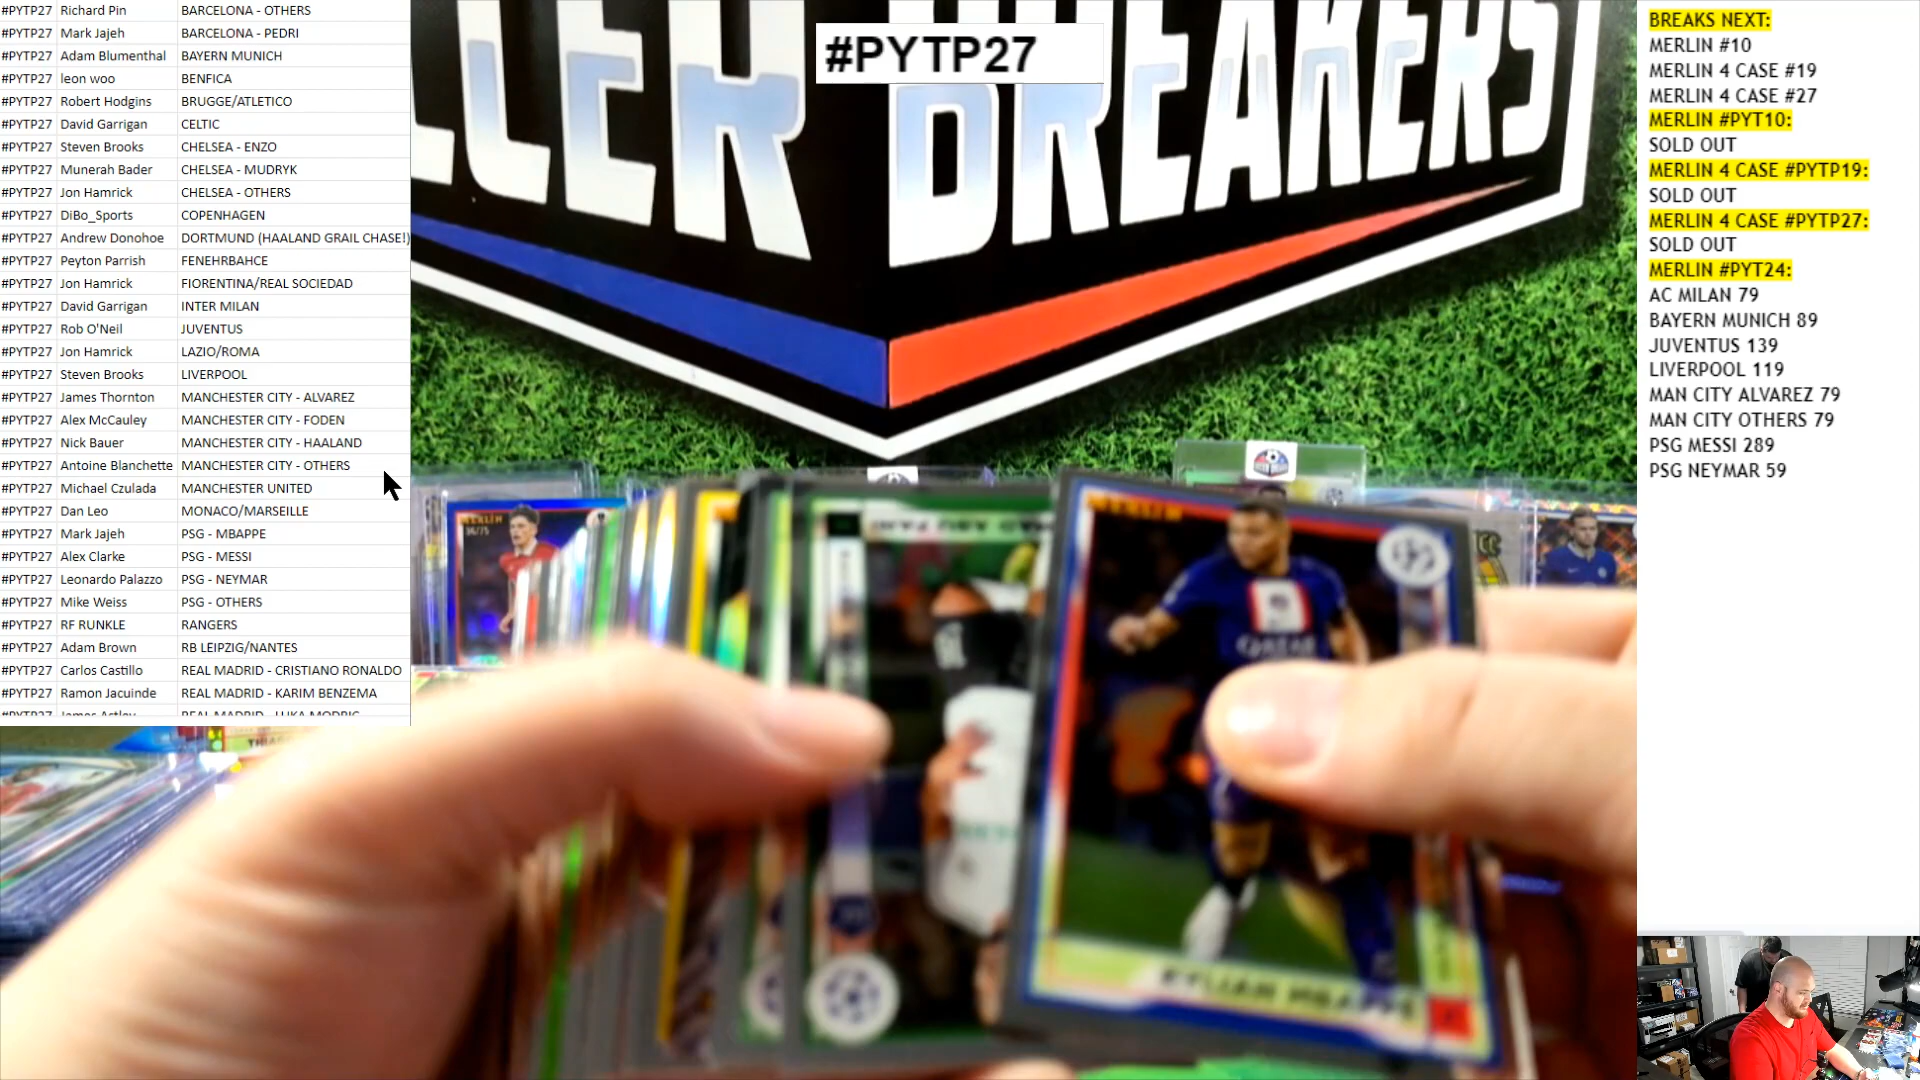 #PYTP27 Richard Pin BARCELONA - OTHERS
#PYTP27 Mark Jajeh BARCELONA - PEDRI
#PYTP27 Adam Blumenthal BAYERN MUNICH
#PYTP27 leon woo BENFICA
#PYTP27 Robert Hodgins BRUGGE/ATLETICO
#PYTP27 David Garrigan CELTIC
#PYTP27 Steven Brooks CHELSEA - ENZO
#PYTP27 Munerah Bader CHELSEA - MUDRYK
#PYTP27 Jon Hamrick CHELSEA - OTHERS
#PYTP27 DiBo_Sports COPENHAGEN
#PYTP27 Andrew Donohoe DORTMUND (HAALAND GRAIL CHASE!)
#PYTP27 Peyton Parrish FENEHRBAHCE
#PYTP27 Jon Hamrick FIORENTINA/REAL SOCIEDAD
#PYTP27 David Garrigan INTER MILAN
#PYTP27 Rob O'Neil JUVENTUS
#PYTP27 Jon Hamrick LAZIO/ROMA
#PYTP27 Steven Brooks LIVERPOOL
#PYTP27 James Thornton MANCHESTER CITY - ALVAREZ
#PYTP27 Alex McCauley MANCHESTER CITY - FODEN
#PYTP27 Nick Bauer MANCHESTER CITY - HAALAND
#PYTP27 Antoine Blanchette MANCHESTER CITY - OTHERS
#PYTP27 Michael Czulada MANCHESTER UNITED
#PYTP27 Dan Leo MONACO/MARSEILLE
#PYTP27 Mark Jajeh PSG - MBAPPE
#PYTP27 Alex Clarke PSG - MESSI
#PYTP27 Leonardo Palazzo PSG - NEYMAR
#PYTP27 Mike Weiss PSG - OTHERS
#PYTP27 RF RUNKLE RANGERS
#PYTP27 Adam Brown RB LEIPZIG/NANTES
#PYTP27 Carlos Castillo REAL MADRID - CRISTIANO RONALDO
#PYTP27 Ramon Jacuinde REAL MADRID - KARIM BENZEMA
#PYTP27 James Astley REAL MADRID - LUKA MODRIC
#PYTP27
BREAKERS
MERLIN
KYLIAN MBAPPE
BREAKS NEXT:
MERLIN #10
MERLIN 4 CASE #19
MERLIN 4 CASE #27
MERLIN #PYT10:
SOLD OUT
MERLIN 4 CASE #PYTP19:
SOLD OUT
MERLIN 4 CASE #PYTP27:
SOLD OUT
MERLIN #PYT24:
AC MILAN 79
BAYERN MUNICH 89
JUVENTUS 139
LIVERPOOL 119
MAN CITY ALVAREZ 79
MAN CITY OTHERS 79
PSG MESSI 289
PSG NEYMAR 59